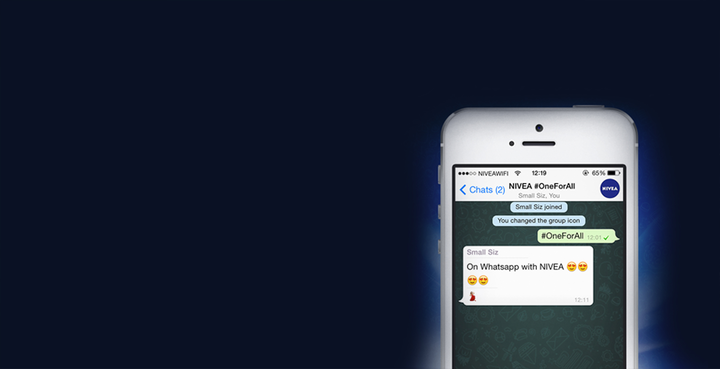 NIVEAWIFI 12:19 65%
Chats (2) NIVEA #OneForAll NIVEA
Small Siz, You
Small Siz joined
You changed the group icon
#OneForAll 12:51
Small Siz
On Whatsapp with NIVEA 😍😍
😍😍
💃 12:11